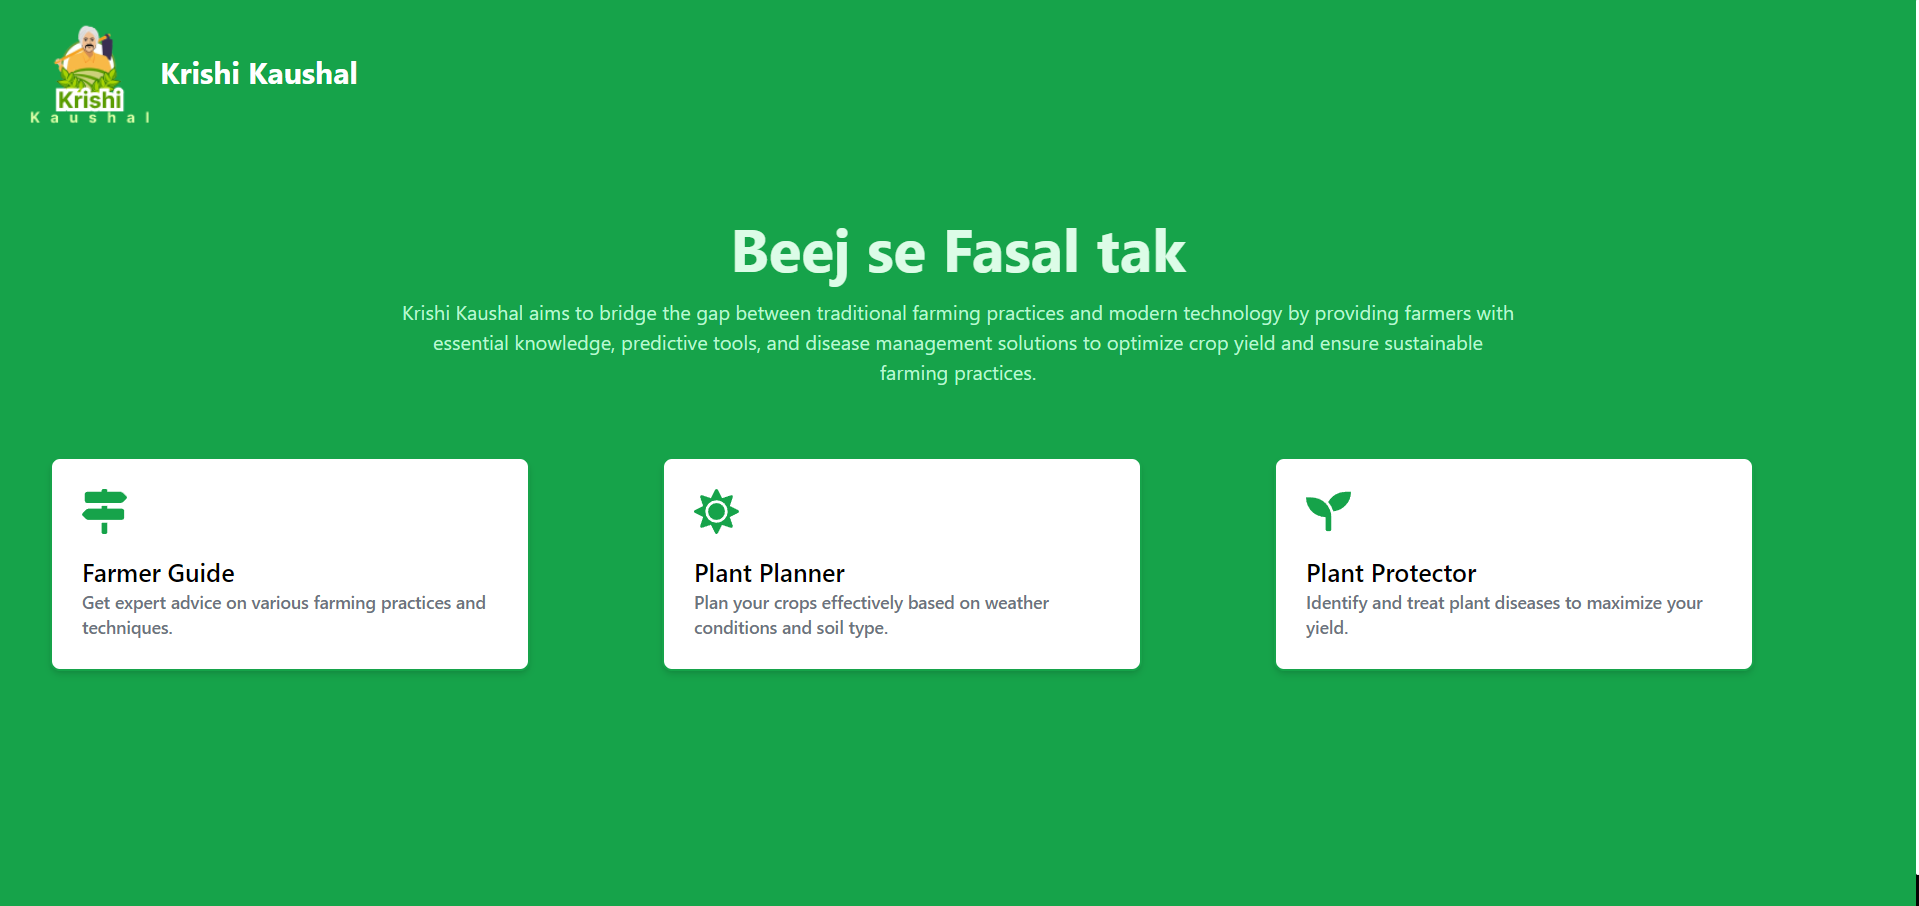 Krishi
Kaushal
Krishi Kaushal
Beej se Fasal tak
Krishi Kaushal aims to bridge the gap between traditional farming practices and modern technology by providing farmers with
essential knowledge, predictive tools, and disease management solutions to optimize crop yield and ensure sustainable
farming practices.
Farmer Guide
Get expert advice on various farming practices and
techniques.
Plant Planner
Plan your crops effectively based on weather
conditions and soil type.
Plant Protector
Identify and treat plant diseases to maximize your
yield.